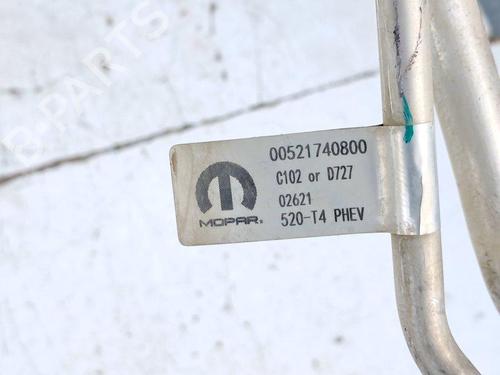 B-PARTS
00521740800
C102 or D727
02621
520-T4 PHEV
MOPAR®